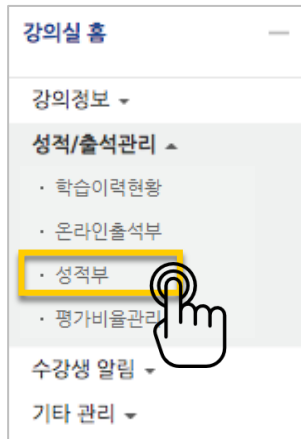 강의실 홈
강의정보
성적/출석관리
· 학습이력현황
· 온라인출석부
· 성적부
· 평가비율관리
수강생 알림
기타 관리